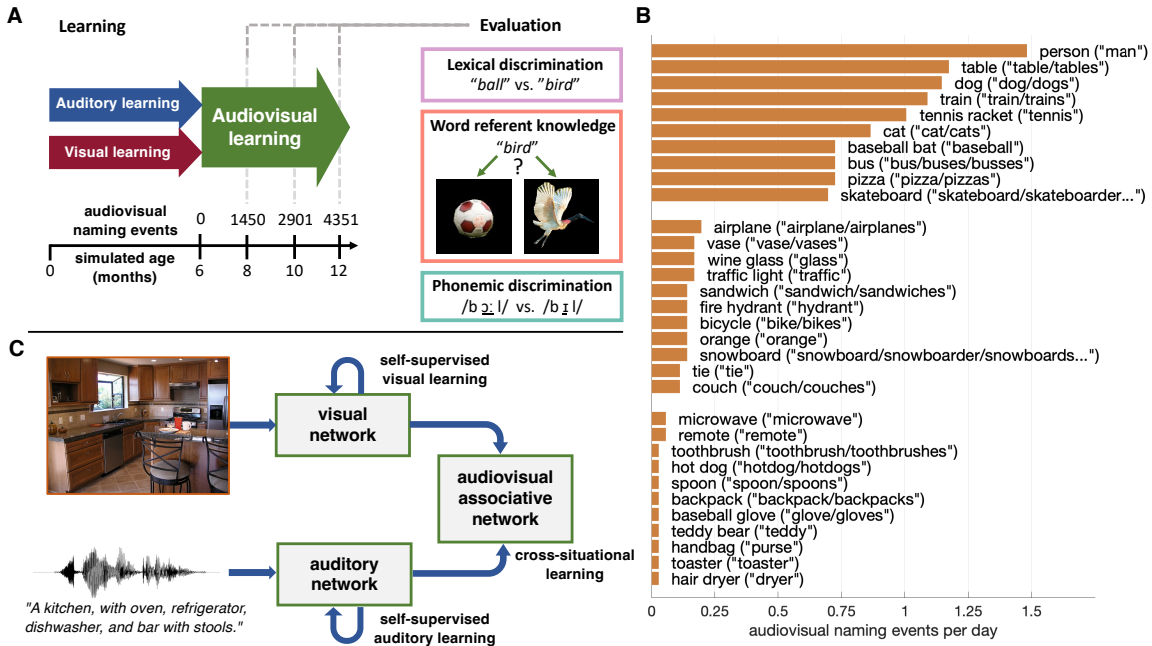 A
Learning
Evaluation
Auditory learning
Visual learning
Audiovisual
learning
audiovisual
naming events
0
1450
2901
4351
simulated age
(months)
0
6
8
10
12
Lexical discrimination
“ball” vs. ”bird”
Word referent knowledge
“bird”
?
Phonemic discrimination
/b ɔː l/ vs. /b ɪ l/
B
person ("man")
table ("table/tables")
dog ("dog/dogs")
train ("train/trains")
tennis racket ("tennis")
cat ("cat/cats")
baseball bat ("baseball")
bus ("bus/buses/busses")
pizza ("pizza/pizzas")
skateboard ("skateboard/skateboarder...")
airplane ("airplane/airplanes")
vase ("vase/vases")
wine glass ("glass")
traffic light ("traffic")
sandwich ("sandwich/sandwiches")
fire hydrant ("hydrant")
bicycle ("bike/bikes")
orange ("orange")
snowboard ("snowboard/snowboarder/snowboards...")
tie ("tie")
couch ("couch/couches")
microwave ("microwave")
remote ("remote")
toothbrush ("toothbrush/toothbrushes")
hot dog ("hotdog/hotdogs")
spoon ("spoon/spoons")
backpack ("backpack/backpacks")
baseball glove ("glove/gloves")
teddy bear ("teddy")
handbag ("purse")
toaster ("toaster")
hair dryer ("dryer")
0
0.25
0.5
0.75
1
1.25
1.5
audiovisual naming events per day
C
self-supervised
visual learning
visual
network
audiovisual
associative
network
auditory
network
cross-situational
learning
self-supervised
auditory learning
"A kitchen, with oven, refrigerator,
dishwasher, and bar with stools."